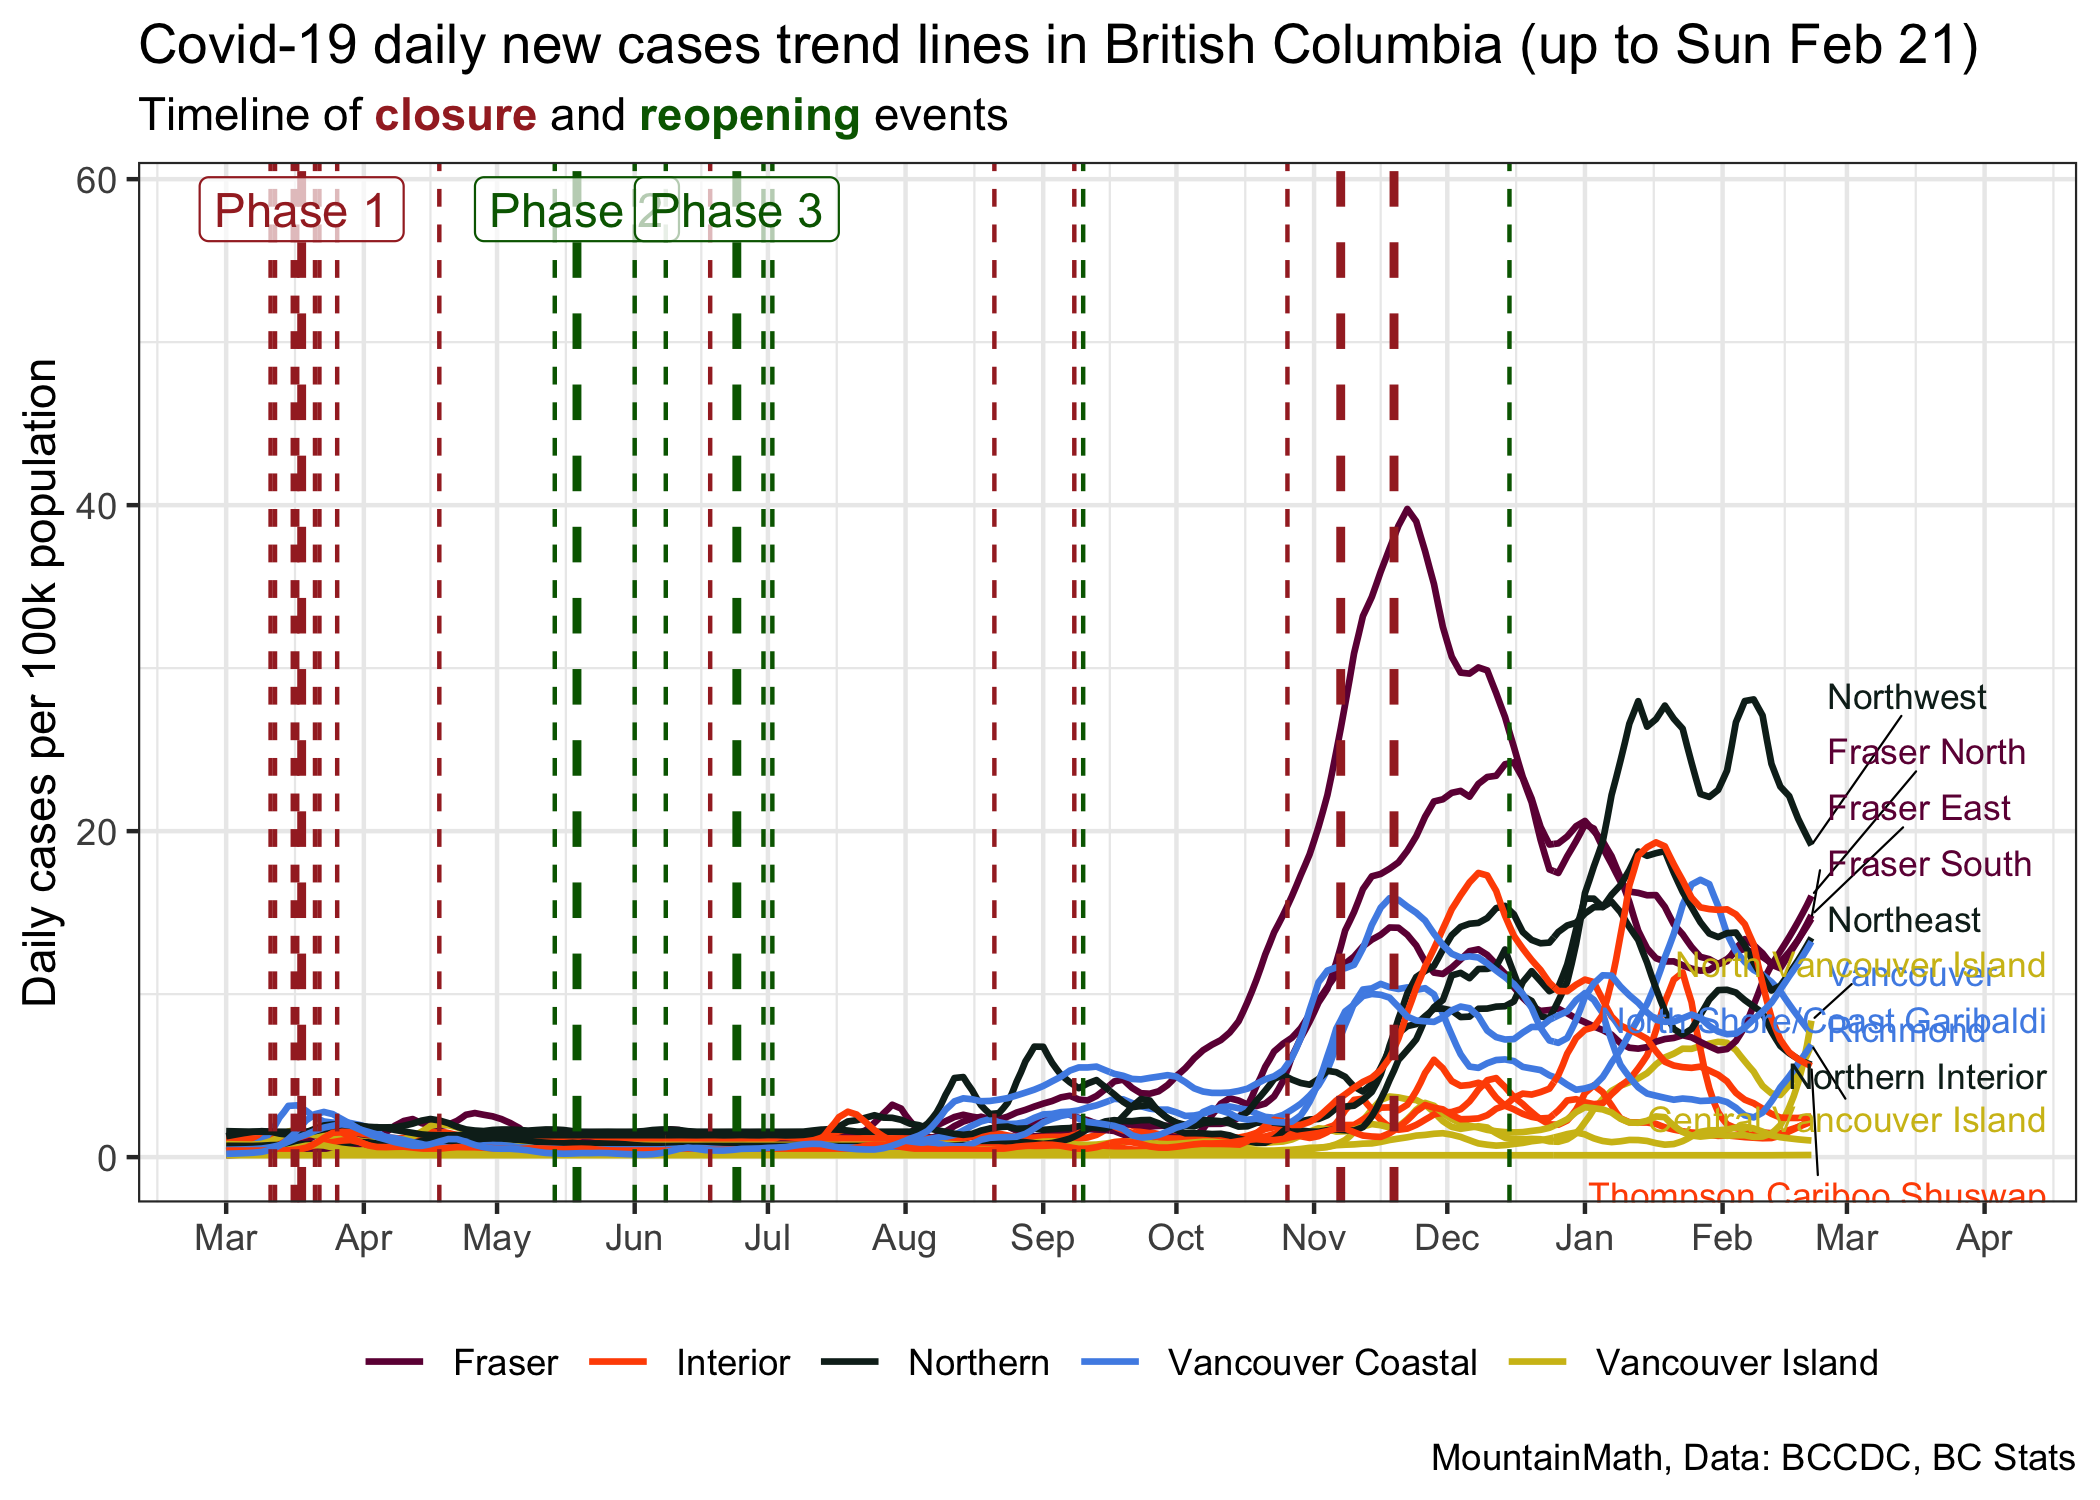 Covid-19 daily new cases trend lines in British Columbia (up to Sun Feb 21)
Timeline of closure and reopening events
Daily cases per 100k population
60
40
20
0
Phase 1
Phase 2
Phase 3
Northwest
Fraser North
Fraser East
Fraser South
Northeast
North Vancouver Island
Vancouver
North Shore/Coast Garibaldi
Richmond
Northern Interior
Central Vancouver Island
Thompson Cariboo Shuswap
Mar Apr May Jun Jul Aug Sep Oct Nov Dec Jan Feb Mar Apr
Fraser Interior Northern Vancouver Coastal Vancouver Island
MountainMath, Data: BCCDC, BC Stats